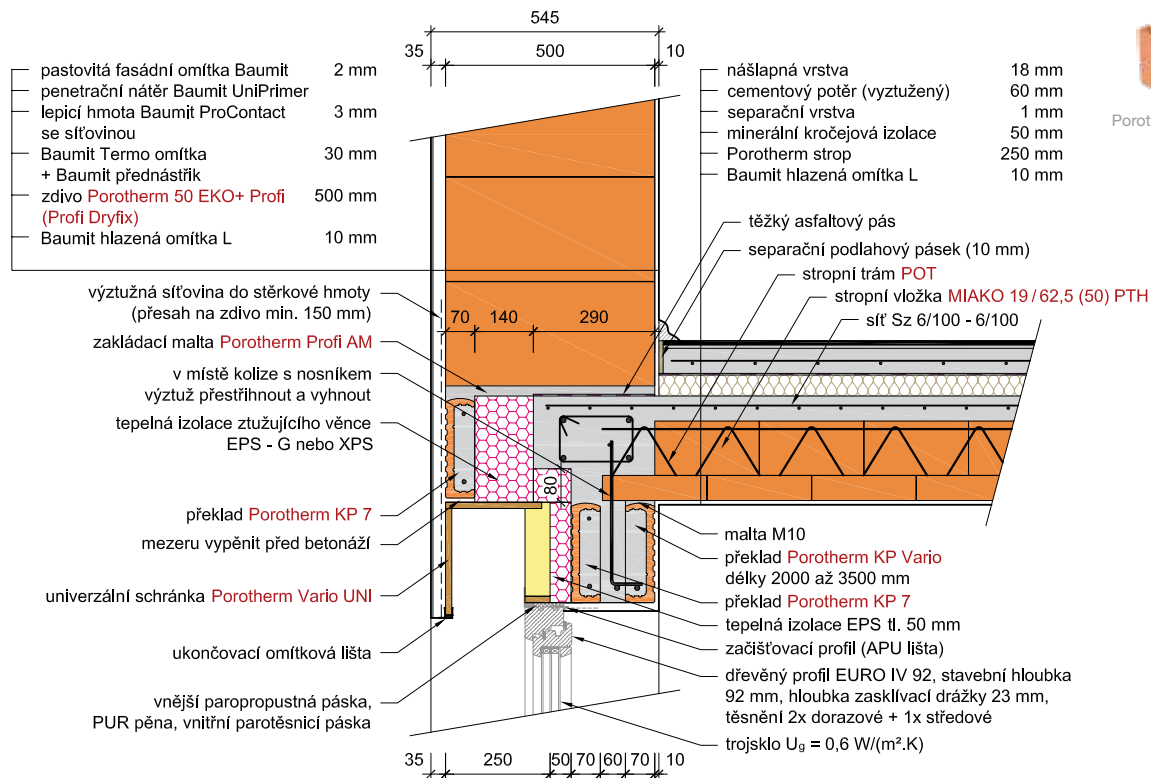 545
35 500 10
pastovitá fasádní omítka Baumit 2 mm
penetrační nátěr Baumit UniPrimer
lepicí hmota Baumit ProContact 3 mm
se síťovinou
Baumit Termo omítka 30 mm
+ Baumit přednástřik
zdivo Porotherm 50 EKO+ Profi 500 mm
(Profi Dryfix)
Baumit hlazená omítka L 10 mm
nášlapná vrstva 18 mm
cementový potěr (vyztužený) 60 mm
separační vrstva 1 mm
minerální kročejová izolace 50 mm
Porotherm strop 250 mm
Baumit hlazená omítka L 10 mm
Porot
těžký asfaltový pás
separační podlahový pásek (10 mm)
stropní trám POT
stropní vložka MIAKO 19/62,5 (50) PTH
síť Sz 6/100 - 6/100
výztužná síťovina do stěrkové hmoty
(přesah na zdivo min. 150 mm)
70 140 290
zakládací malta Porotherm Profi AM
v místě kolize s nosníkem
výztuž přestřihnout a vyhnout
tepelná izolace ztužujícího věnce
EPS - G nebo XPS
80
překlad Porotherm KP 7
mezeru vypěnit před betonáží
univerzální schránka Porotherm Vario UNI
ukončovací omítková lišta
vnější paropropustná páska,
PUR pěna, vnitřní parotěsnicí páska
malta M10
překlad Porotherm KP Vario
délky 2000 až 3500 mm
překlad Porotherm KP 7
tepelná izolace EPS tl. 50 mm
začišťovací profil (APU lišta)
dřevěný profil EURO IV 92, stavební hloubka
92 mm, hloubka zasklívací drážky 23 mm,
těsnění 2x dorazové + 1x středové
trojsklo Ug = 0,6 W/(m².K)
35 250 50 70 60 70 10